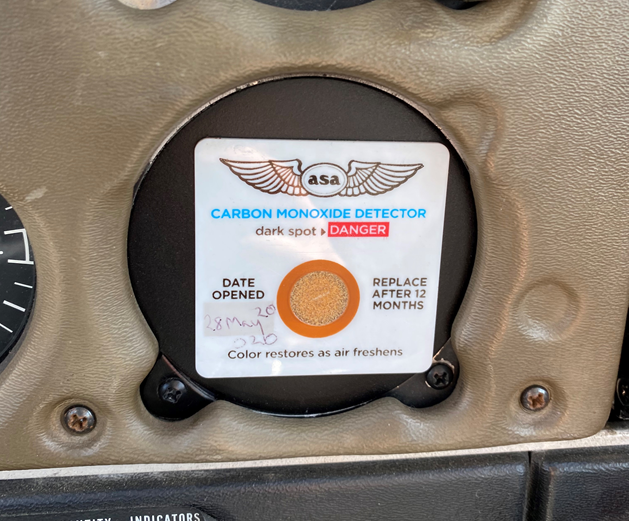 asa
CARBON MONOXIDE DETECTOR
dark spot ▸ DANGER
DATE
OPENED
REPLACE
AFTER 12
MONTHS
28 May 20
020
Color restores as air freshens
INDICATORS